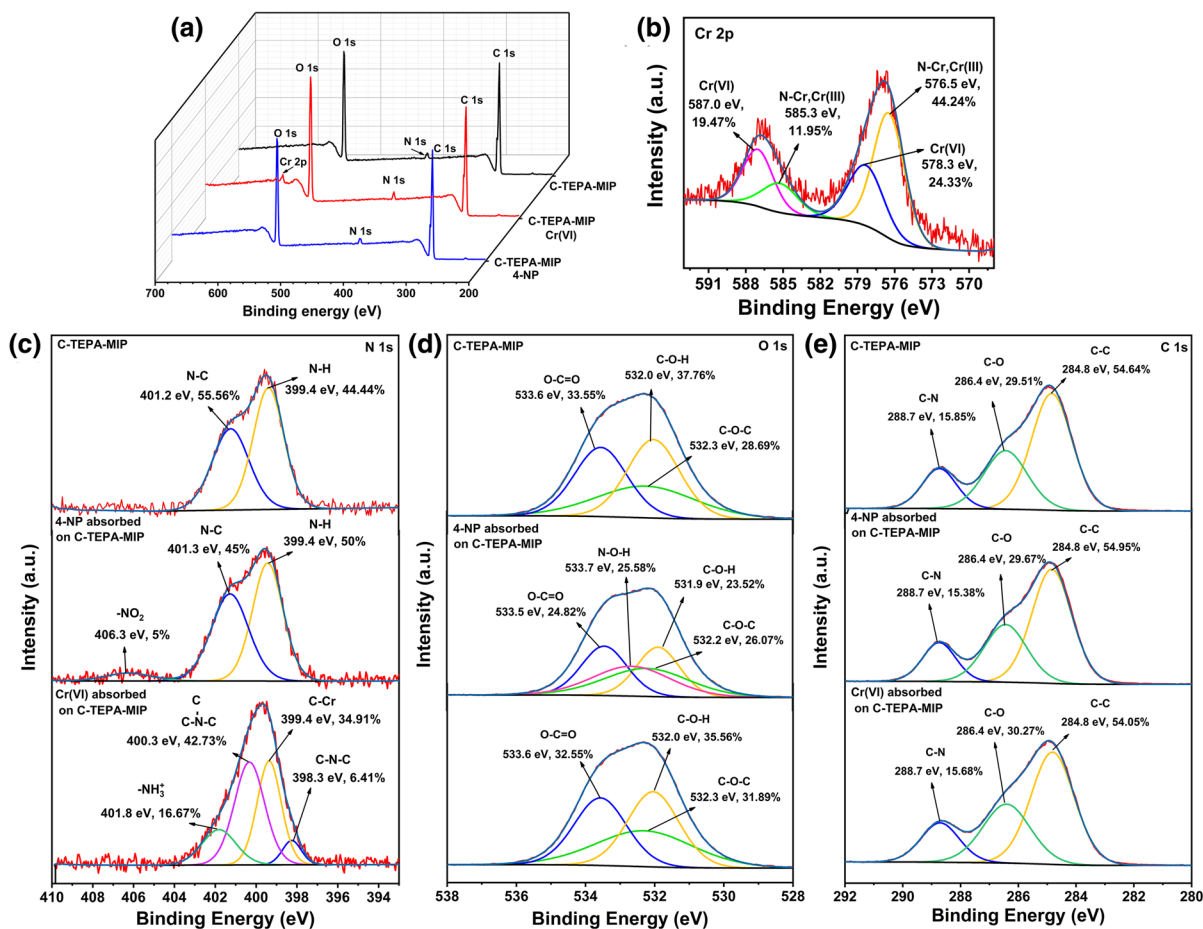 (a)
O 1s
C 1s
O 1s
C 1s
O 1s
Cr 2p
N 1s
C 1s
N 1s
N 1s
C-TEPA-MIP
C-TEPA-MIP
Cr(VI)
C-TEPA-MIP
4-NP
700 600 500 400 300 200
Binding energy (eV)
(b)
Cr 2p
Cr(VI)
587.0 eV,
19.47%
N-Cr,Cr(III)
585.3 eV,
11.95%
N-Cr,Cr(III)
576.5 eV,
44.24%
Cr(VI)
578.3 eV,
24.33%
Intensity (a.u.)
591 588 585 582 579 576 573 570
Binding Energy (eV)
(c)
C-TEPA-MIP
N 1s
N-C
401.2 eV, 55.56%
N-H
399.4 eV, 44.44%
4-NP absorbed
on C-TEPA-MIP
N-C
401.3 eV, 45%
N-H
399.4 eV, 50%
-NO₂
406.3 eV, 5%
Cr(VI) absorbed
on C-TEPA-MIP
C
C-N-C
400.3 eV, 42.73%
C-Cr
399.4 eV, 34.91%
C-N-C
398.3 eV, 6.41%
-NH₃⁺
401.8 eV, 16.67%
Intensity (a.u.)
410 408 406 404 402 400 398 396 394
Binding Energy (eV)
(d)
C-TEPA-MIP
O 1s
O-C=O
533.6 eV, 33.55%
C-O-H
532.0 eV, 37.76%
C-O-C
532.3 eV, 28.69%
4-NP absorbed
on C-TEPA-MIP
N-O-H
533.7 eV, 25.58%
O-C=O
533.5 eV, 24.82%
C-O-H
531.9 eV, 23.52%
C-O-C
532.2 eV, 26.07%
O-C=O
533.6 eV, 32.55%
C-O-H
532.0 eV, 35.56%
C-O-C
532.3 eV, 31.89%
Intensity (a.u.)
538 536 534 532 530 528
Binding Energy (eV)
(e)
C-TEPA-MIP
C 1s
C-N
288.7 eV, 15.85%
C-O
286.4 eV, 29.51%
C-C
284.8 eV, 54.64%
4-NP absorbed
on C-TEPA-MIP
C-N
288.7 eV, 15.38%
C-O
286.4 eV, 29.67%
C-C
284.8 eV, 54.95%
Cr(VI) absorbed
on C-TEPA-MIP
C-N
288.7 eV, 15.68%
C-O
286.4 eV, 30.27%
C-C
284.8 eV, 54.05%
Intensity (a.u.)
292 290 288 286 284 282 280
Binding Energy (eV)